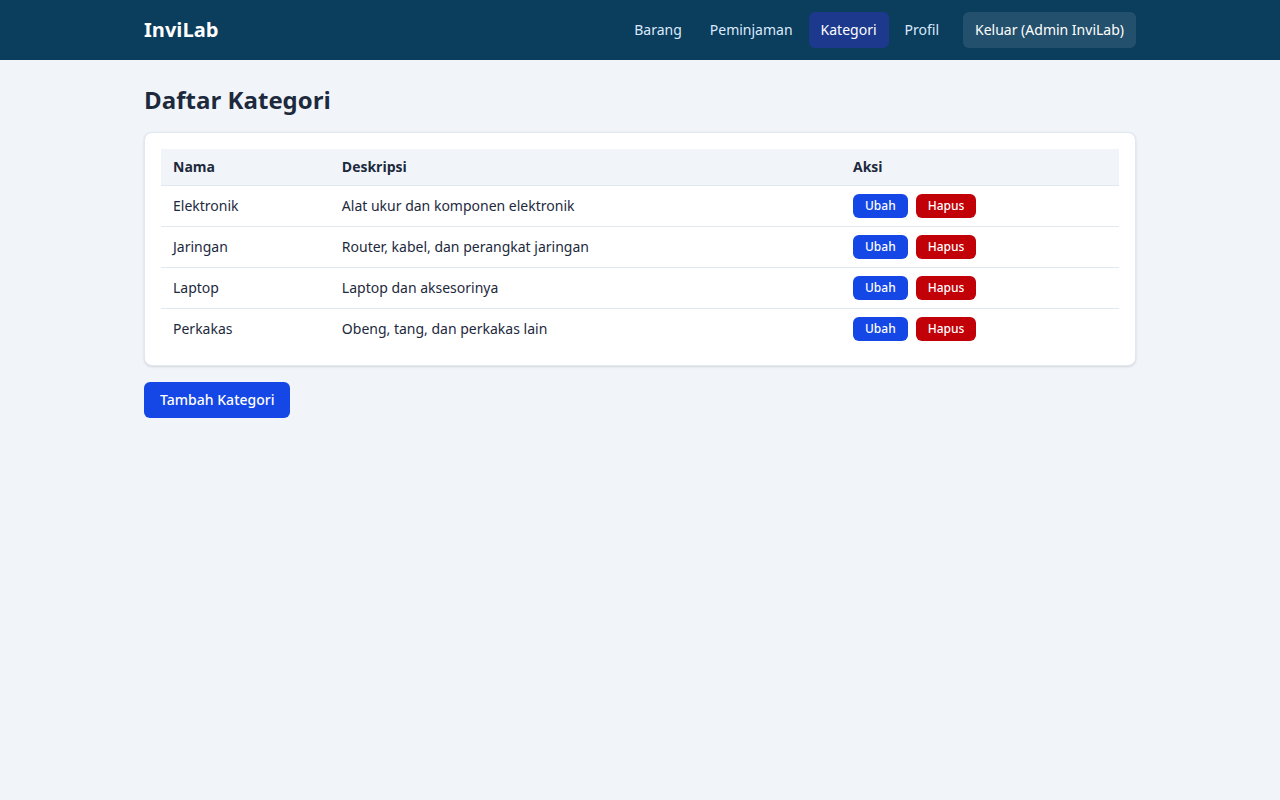 InviLab Barang Peminjaman Kategori Profil Keluar (Admin InviLab)
Daftar Kategori
Nama Deskripsi Aksi
Elektronik Alat ukur dan komponen elektronik Ubah Hapus
Jaringan Router, kabel, dan perangkat jaringan Ubah Hapus
Laptop Laptop dan aksesorinya Ubah Hapus
Perkakas Obeng, tang, dan perkakas lain Ubah Hapus
Tambah Kategori